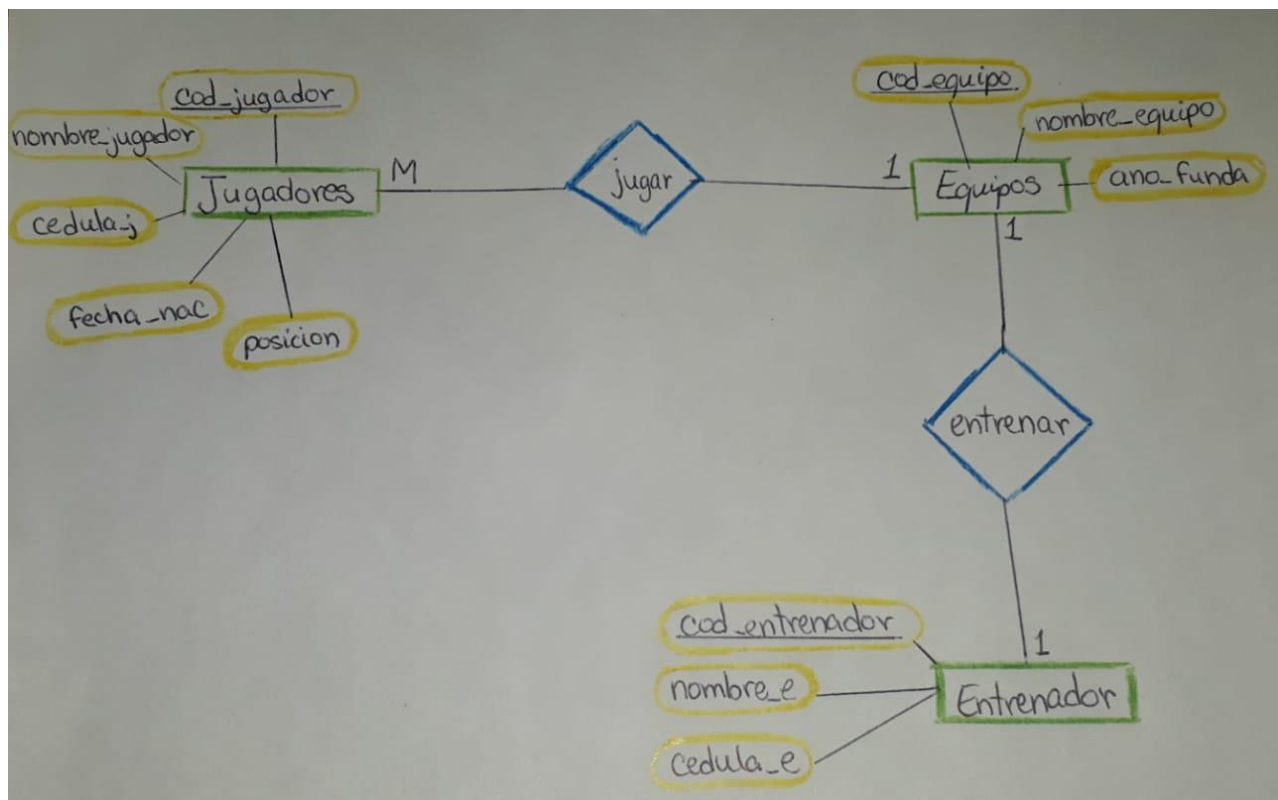 cod_jugador
nombre_jugador
Jugadores
cedula_j
fecha_nac
posicion
M
jugar
1
cod_equipo
nombre_equipo
Equipos
ano_funda
1
entrenar
1
cod_entrenador
nombre_e
Entrenador
cedula_e